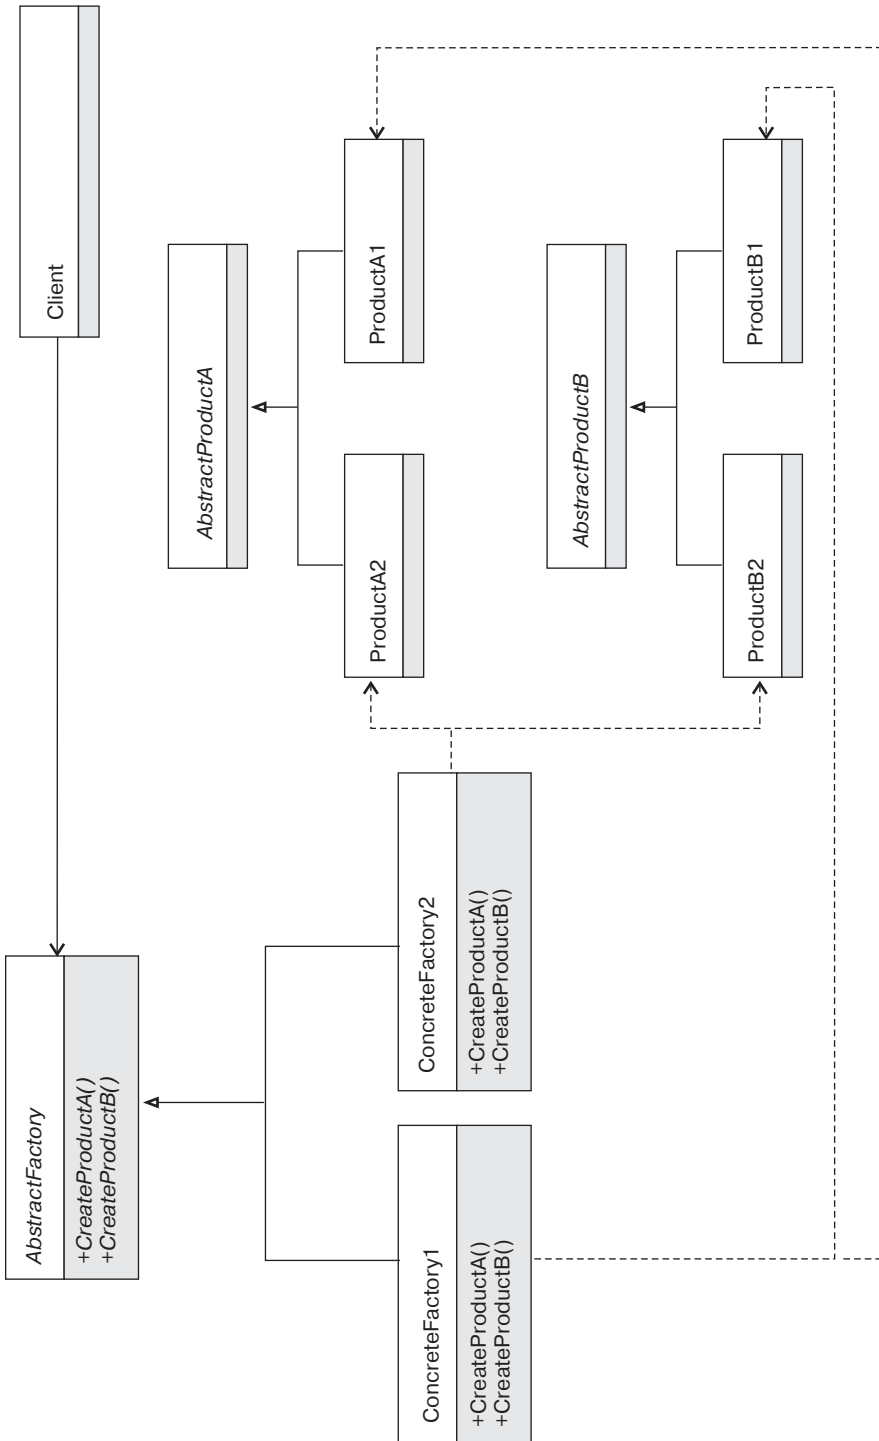 AbstractFactory
+CreateProductA()
+CreateProductB()
Client
AbstractProductA
ConcreteFactory1
+CreateProductA()
+CreateProductB()
ConcreteFactory2
+CreateProductA()
+CreateProductB()
ProductA2
ProductA1
AbstractProductB
ProductB2
ProductB1